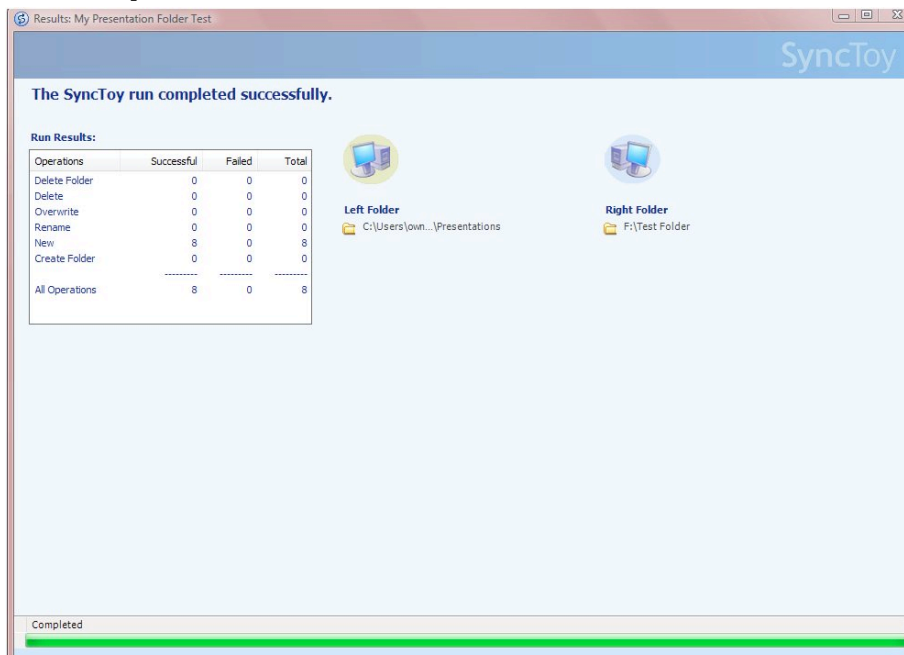 Results: My Presentation Folder Test
SyncToy
The SyncToy run completed successfully.
Run Results:
Operations Successful Failed Total
Delete Folder 0 0 0
Delete 0 0 0
Overwrite 0 0 0
Rename 0 0 0
New 8 0 8
Create Folder 0 0 0
--------- --------- ---------
All Operations 8 0 8
Left Folder
C:\Users\own...\Presentations
Right Folder
F:\Test Folder
Completed